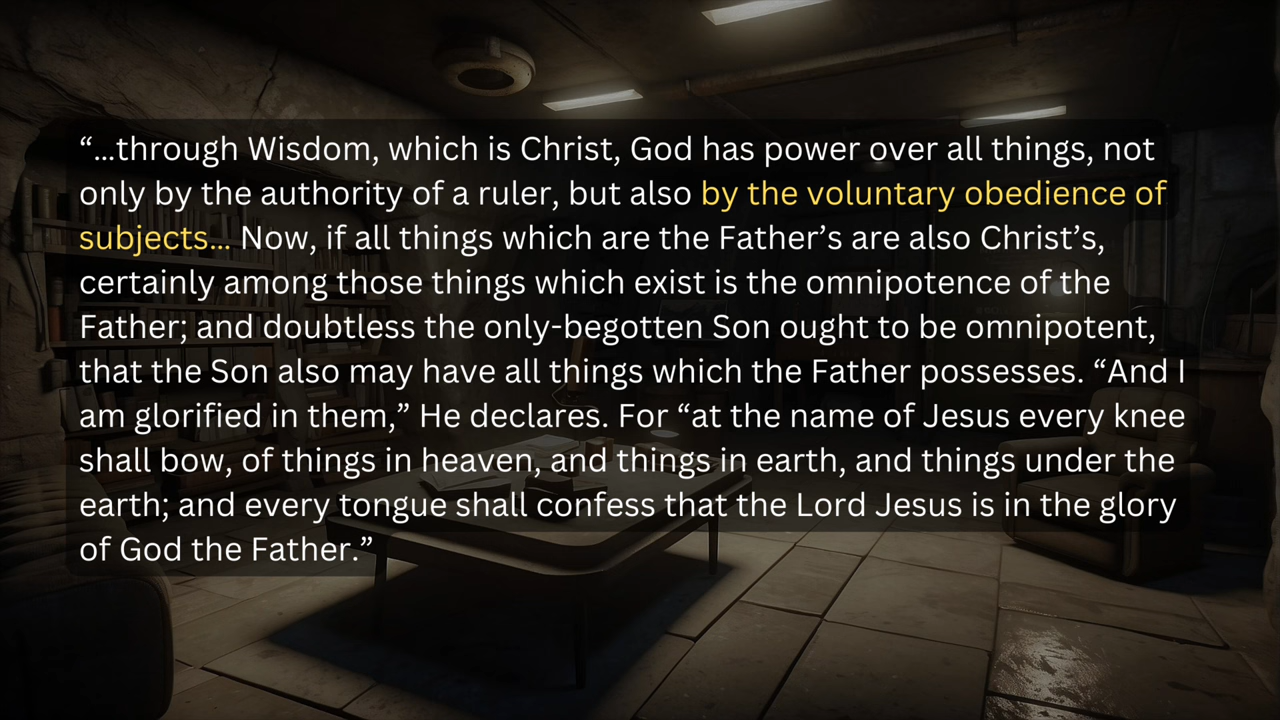 “...through Wisdom, which is Christ, God has power over all things, not
only by the authority of a ruler, but also by the voluntary obedience of
subjects... Now, if all things which are the Father’s are also Christ’s,
certainly among those things which exist is the omnipotence of the
Father; and doubtless the only-begotten Son ought to be omnipotent,
that the Son also may have all things which the Father possesses. “And I
am glorified in them,” He declares. For “at the name of Jesus every knee
shall bow, of things in heaven, and things in earth, and things under the
earth; and every tongue shall confess that the Lord Jesus is in the glory
of God the Father.”